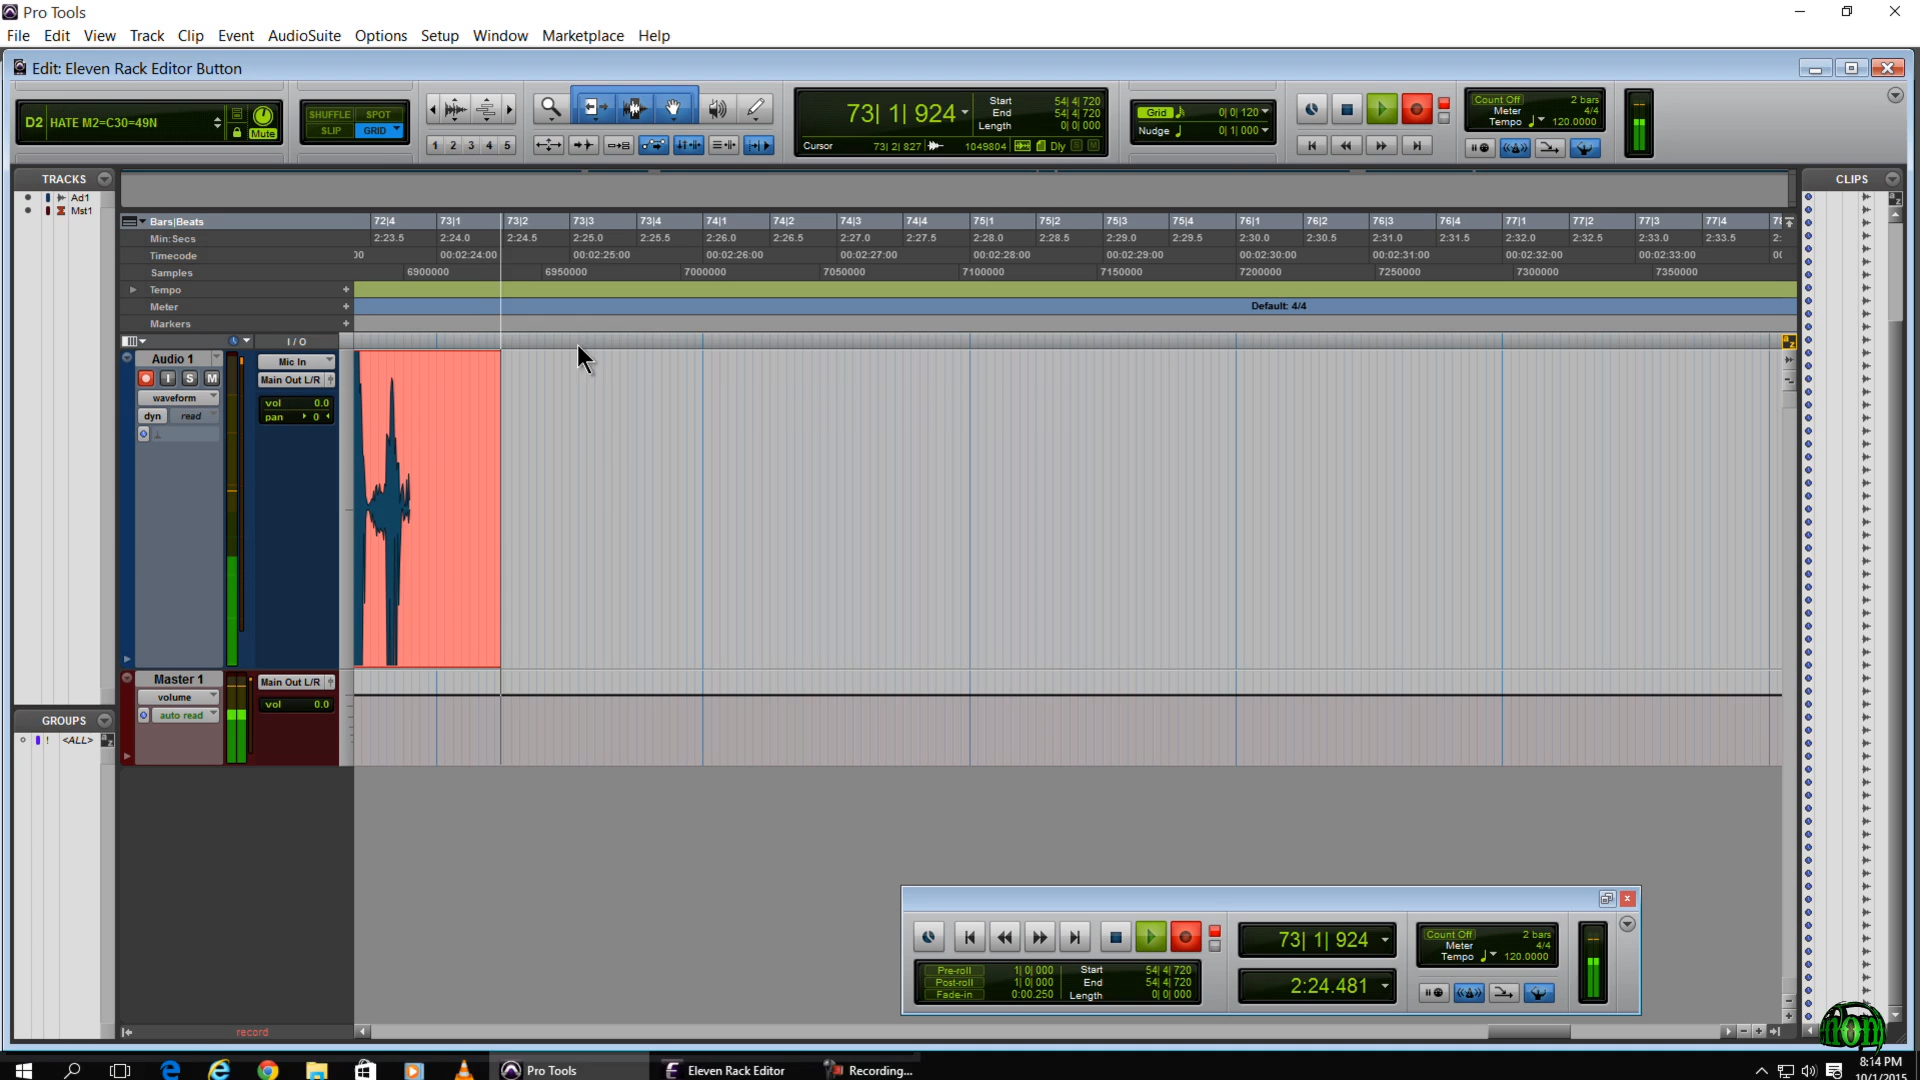 Pro Tools
File Edit View Track Clip Event AudioSuite Options Setup Window Marketplace Help
Edit: Eleven Rack Editor Button
D2 HATE M2=C30=49N Mute
SHUFFLE SPOT
SLIP GRID
1 2 3 4 5
73| 1| 924
Start 54| 4| 720
End 54| 4| 720
Length 0| 0| 000
Cursor 73| 2| 827 1049804 Dly S M
Grid 0| 0| 120
Nudge 0| 1| 000
Count Off 2 bars
Meter 4/4
Tempo 120.0000
TRACKS
Ad1
Mst1
CLIPS
Bars|Beats 72|4 73|1 73|2 73|3 73|4 74|1 74|2 74|3 74|4 75|1 75|2 75|3 75|4 76|1 76|2 76|3 76|4 77|1 77|2 77|3 77|4
Min:Secs 2:23.5 2:24.0 2:24.5 2:25.0 2:25.5 2:26.0 2:26.5 2:27.0 2:27.5 2:28.0 2:28.5 2:29.0 2:29.5 2:30.0 2:30.5 2:31.0 2:31.5 2:32.0 2:32.5 2:33.0 2:33.5 2:
Timecode 00:02:24:00 00:02:25:00 00:02:26:00 00:02:27:00 00:02:28:00 00:02:29:00 00:02:30:00 00:02:31:00 00:02:32:00 00:02:33:00
Samples 6900000 6950000 7000000 7050000 7100000 7150000 7200000 7250000 7300000 7350000
Tempo
Meter Default: 4/4
Markers
I / O
Audio 1
I S M
waveform
dyn read
Mic In
Main Out L/R
vol 0.0
pan 0
Master 1
volume
auto read
Main Out L/R
vol 0.0
GROUPS
! <ALL>
73| 1| 924
2:24.481
Pre-roll 1| 0| 000
Post-roll 1| 0| 000
Fade-in 0:00.250
Start 54| 4| 720
End 54| 4| 720
Length 0| 0| 000
Count Off 2 bars
Meter 4/4
Tempo 120.0000
record
Pro Tools
Eleven Rack Editor
Recording...
8:14 PM
10/1/2015